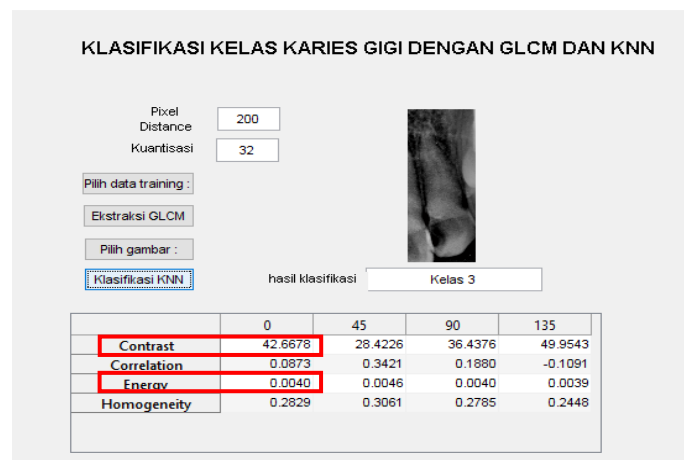 KLASIFIKASI KELAS KARIES GIGI DENGAN GLCM DAN KNN
Pixel
Distance
200
Kuantisasi
32
Pilih data training :
Ekstraksi GLCM
Pilih gambar :
Klasifikasi KNN
hasil klasifikasi
Kelas 3
0 45 90 135
Contrast 42.6678 28.4226 36.4376 49.9543
Correlation 0.0873 0.3421 0.1880 -0.1091
Energy 0.0040 0.0046 0.0040 0.0039
Homogeneity 0.2829 0.3061 0.2785 0.2448